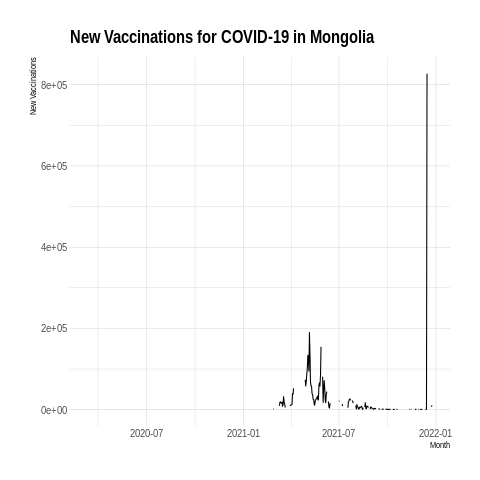 New Vaccinations for COVID-19 in Mongolia
New Vaccinations
8e+05
6e+05
4e+05
2e+05
0e+00
2020-07 2021-01 2021-07 2022-01
Month